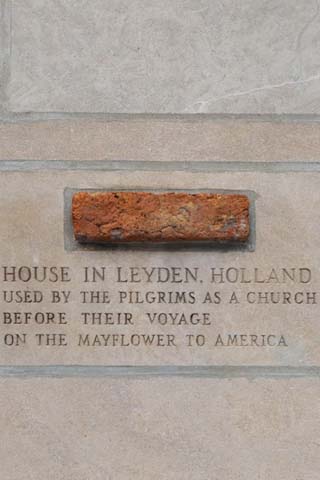 HOUSE IN LEYDEN, HOLLAND
USED BY THE PILGRIMS AS A CHURCH
BEFORE THEIR VOYAGE
ON THE MAYFLOWER TO AMERICA